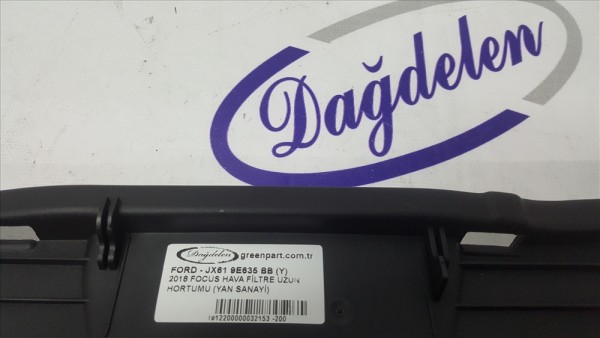 Dağdelen
Dağdelen greenpart.com.tr
FORD - JX61 9E635 BB (Y)
2018 FOCUS HAVA FİLTRE UZUN
HORTUMU (YAN SANAYİ)
191220000032153 -200